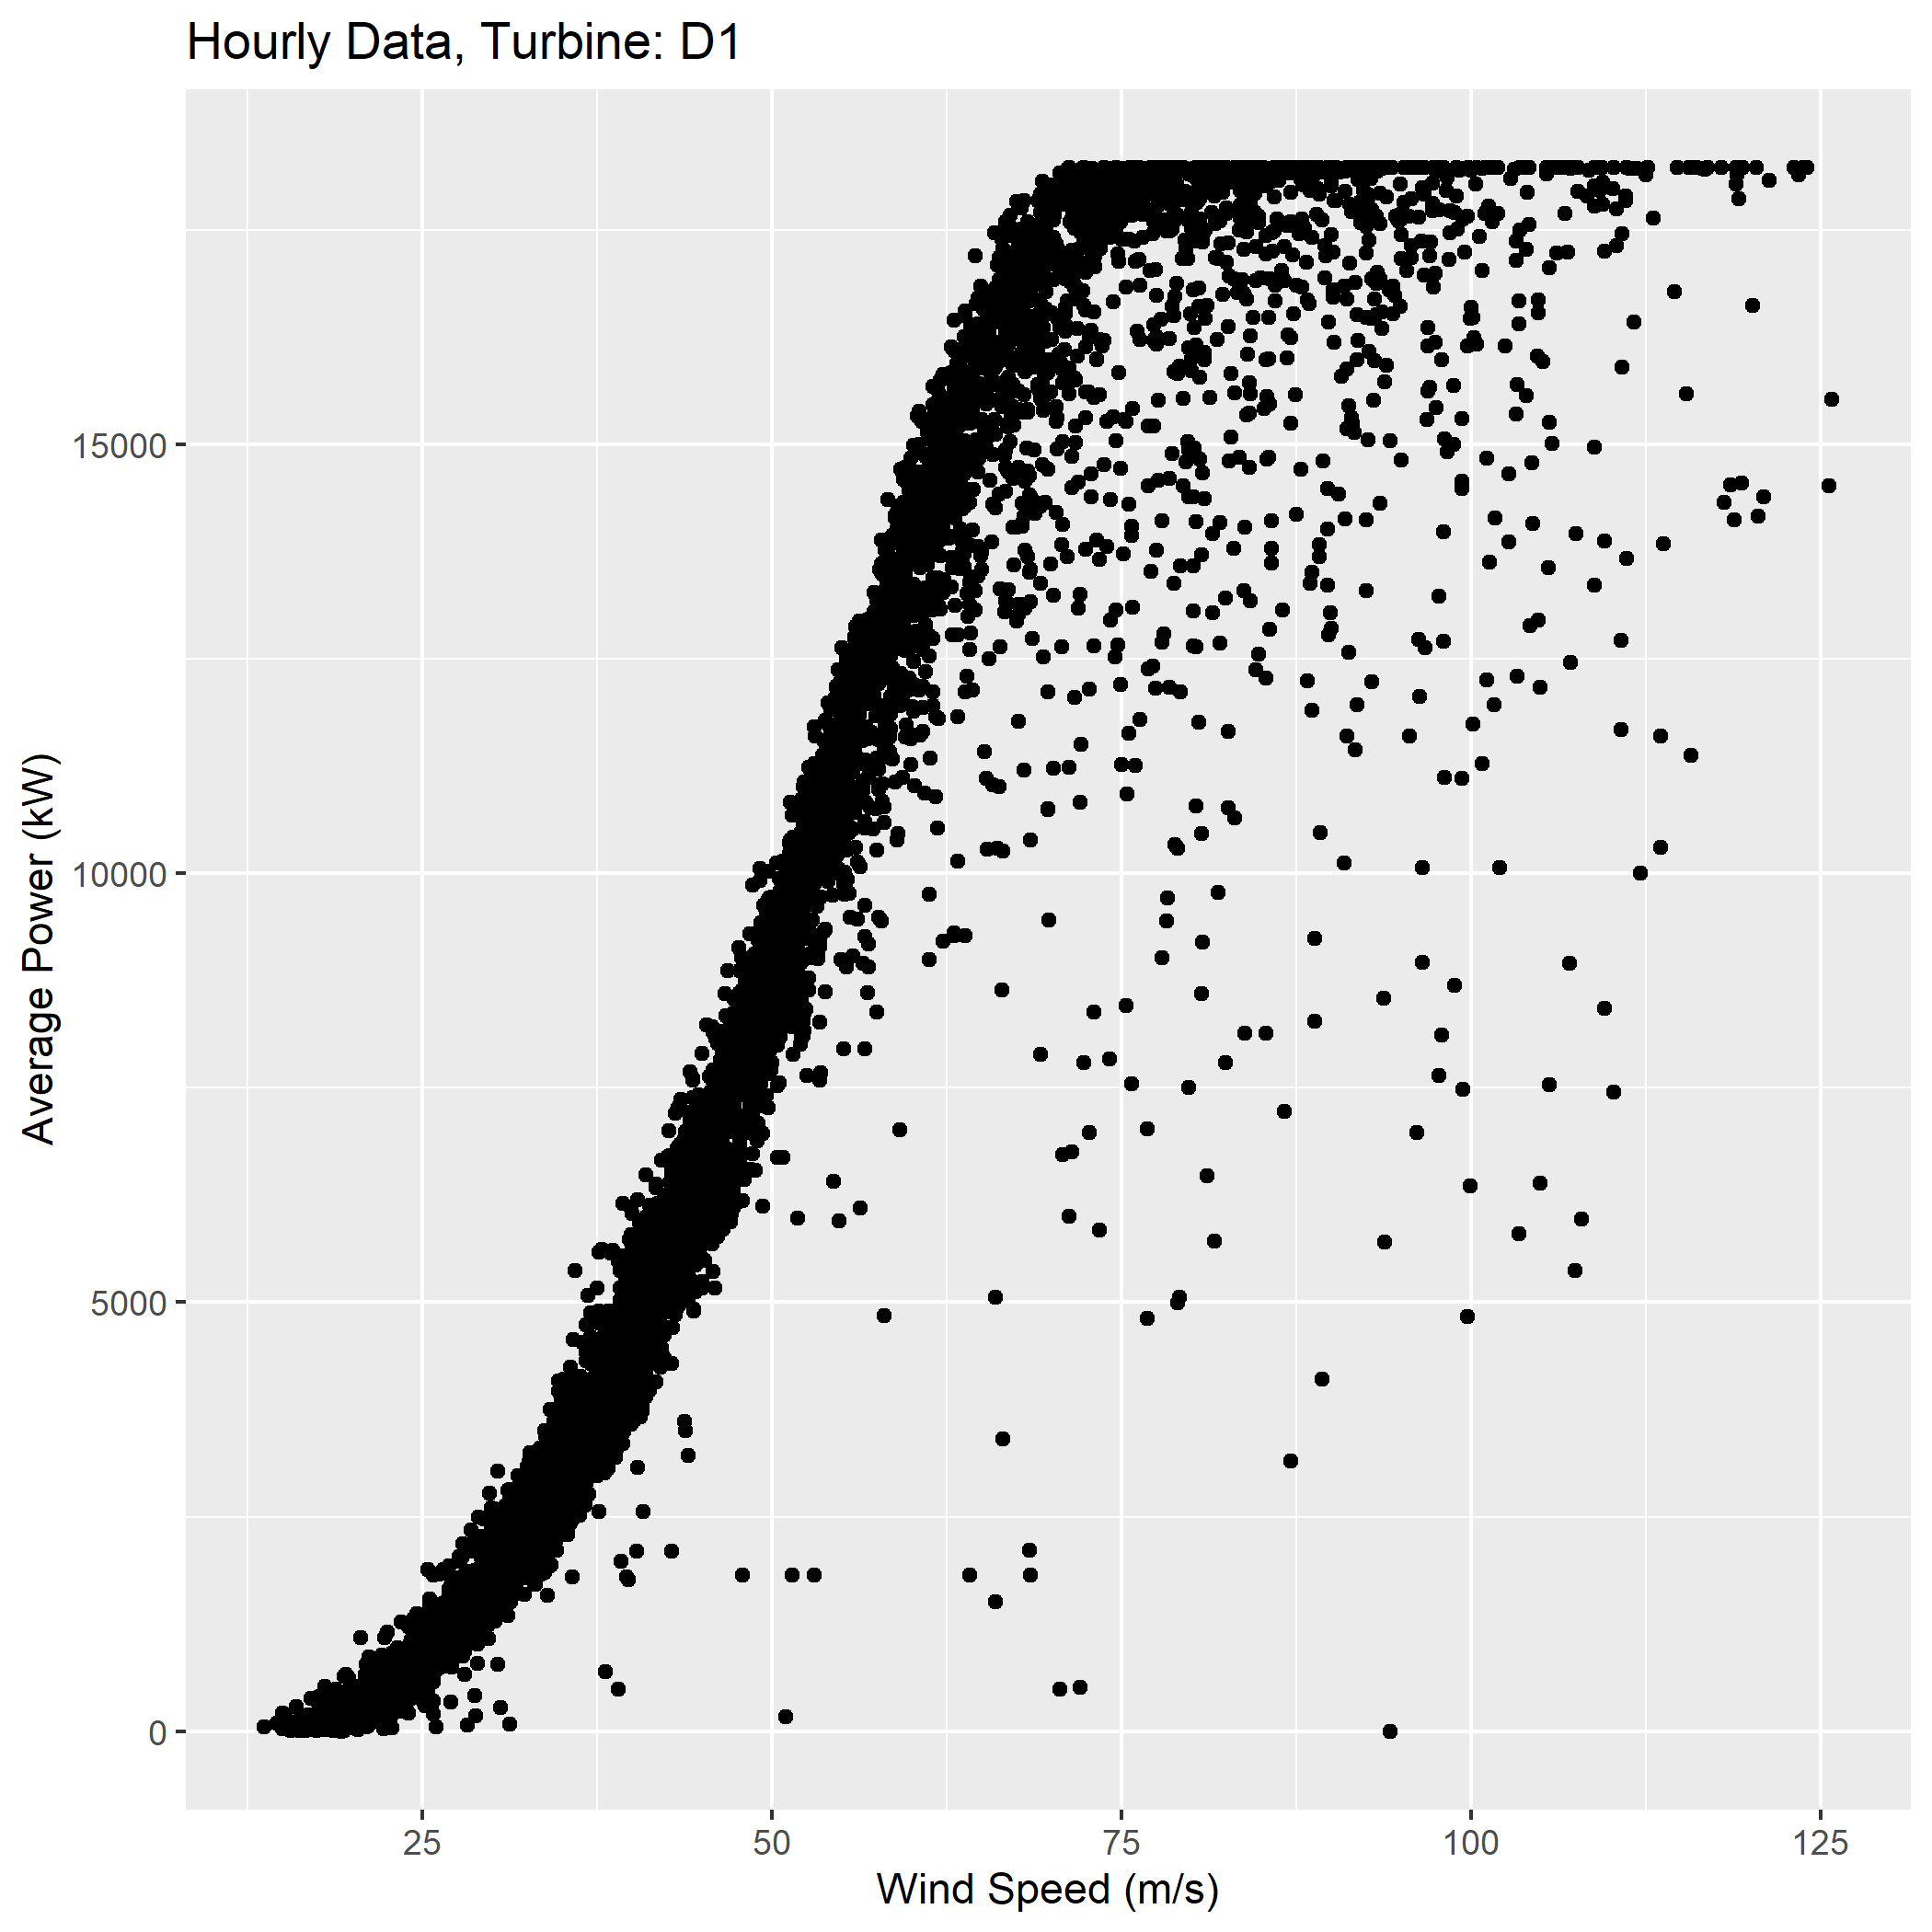 Hourly Data, Turbine: D1
Average Power (kW)
15000
10000
5000
0
25 50 75 100 125
Wind Speed (m/s)